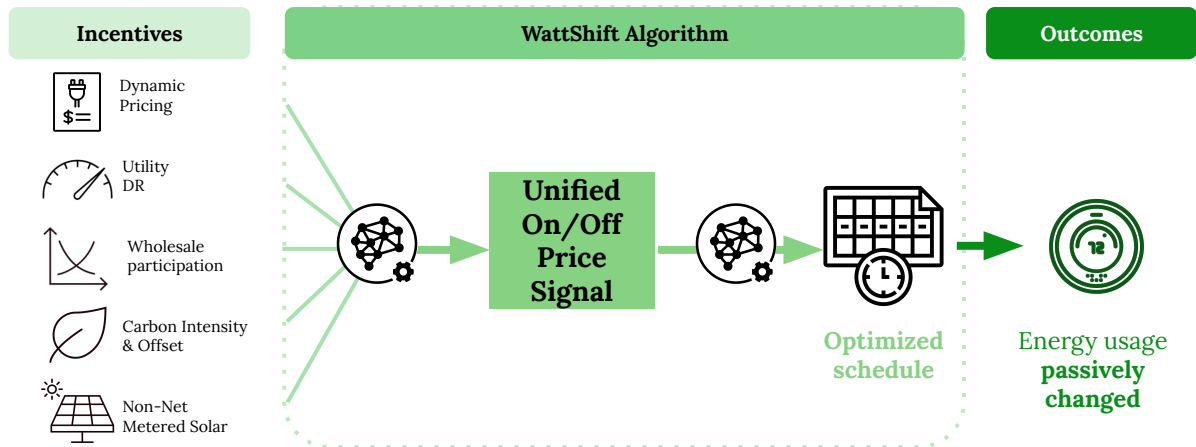 Incentives
WattShift Algorithm
Outcomes
Dynamic
Pricing
$
Utility
DR
Wholesale
participation
Carbon Intensity
& Offset
Non-Net
Metered Solar
Unified
On/Off
Price
Signal
Optimized
schedule
72
Energy usage
passively
changed